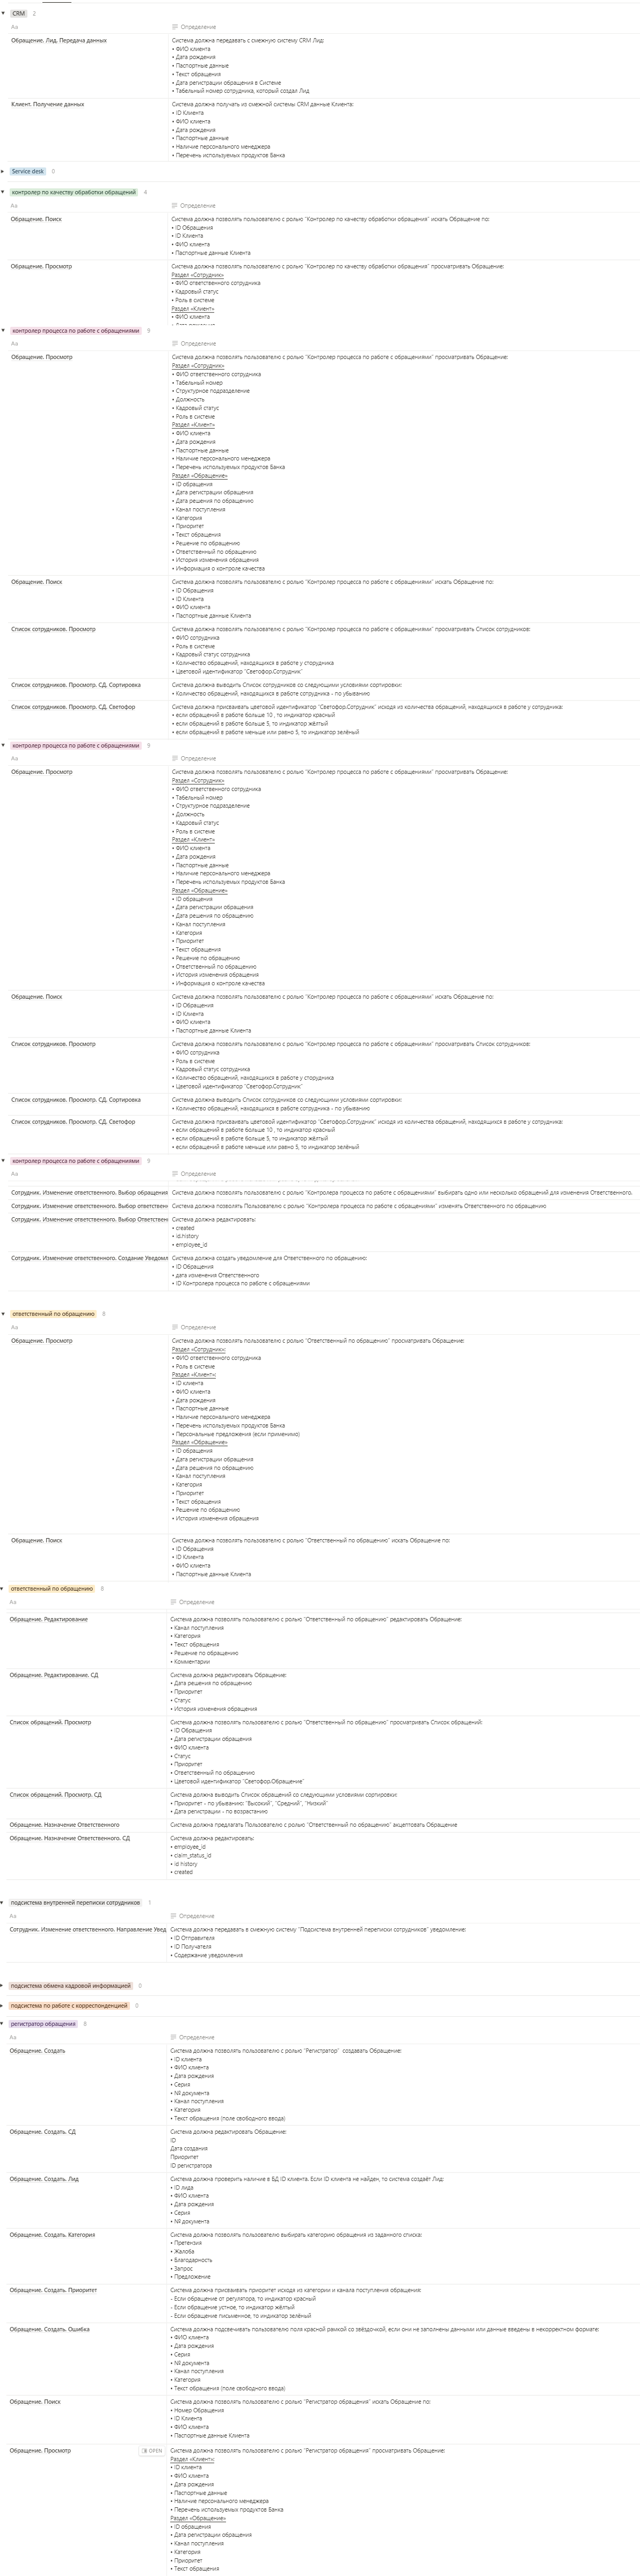 CRM 2
Аа Определение
Обращение. Лид. Передача данных Система должна передавать с смежную систему CRM Лид:
• ФИО клиента
• Дата рождения
• Паспортные данные
• Текст обращения
• Дата регистрации обращения в Системе
• Табельный номер сотрудника, который создал Лид
Клиент. Получение данных Система должна получать из смежной системы CRM данные Клиента:
• ID Клиента
• ФИО клиента
• Дата рождения
• Паспортные данные
• Наличие персонального менеджера
• Перечень используемых продуктов Банка
Service desk 0
контролер по качеству обработки обращений 4
Аа Определение
Обращение. Поиск Система должна позволять пользователю с ролью "Контролер по качеству обработки обращения" искать Обращение по:
• ID Обращения
• ID Клиента
• ФИО клиента
• Паспортные данные Клиента
Обращение. Просмотр Система должна позволять пользователю с ролью "Контролер по качеству обработки обращения" просматривать Обращение:
Раздел «Сотрудник»
• ФИО ответственного сотрудника
• Кадровый статус
• Роль в системе
Раздел «Клиент»
• ФИО клиента
контролер процесса по работе с обращениями 9
Аа Определение
Обращение. Просмотр Система должна позволять пользователю с ролью "Контролер процесса по работе с обращениями" просматривать Обращение:
Раздел «Сотрудник»
• ФИО ответственного сотрудника
• Табельный номер
• Структурное подразделение
• Должность
• Кадровый статус
• Роль в системе
Раздел «Клиент»
• ФИО клиента
• Дата рождения
• Паспортные данные
• Наличие персонального менеджера
• Перечень используемых продуктов Банка
Раздел «Обращение»
• ID обращения
• Дата регистрации обращения
• Дата решения по обращению
• Канал поступления
• Категория
• Приоритет
• Текст обращения
• Решение по обращению
• Ответственный по обращению
• История изменения обращения
• Информация о контроле качества
Обращение. Поиск Система должна позволять пользователю с ролью "Контролер процесса по работе с обращениями" искать Обращение по:
• ID Обращения
• ID Клиента
• ФИО клиента
• Паспортные данные Клиента
Список сотрудников. Просмотр Система должна позволять пользователю с ролью "Контролер процесса по работе с обращениями" просматривать Список сотрудников:
• ФИО сотрудника
• Роль в системе
• Кадровый статус сотрудника
• Количество обращений, находящихся в работе у сторудника
• Цветовой идентификатор "Светофор.Сотрудник"
Список сотрудников. Просмотр. СД. Сортировка Система должна выводить Список сотрудников со следующими условиями сортировки:
• Количество обращений, находящихся в работе сотрудника - по убыванию
Список сотрудников. Просмотр. СД. Светофор Система должна присваивать цветовой идентификатор "Светофор.Сотрудник" исходя из количества обращений, находящихся в работе у сотрудника:
• если обращений в работе больше 10 , то индикатор красный
• если обращений в работе больше 5, то индикатор жёлтый
• если обращений в работе меньше или равно 5, то индикатор зелёный
контролер процесса по работе с обращениями 9
Аа Определение
Обращение. Просмотр Система должна позволять пользователю с ролью "Контролер процесса по работе с обращениями" просматривать Обращение:
Раздел «Сотрудник»
• ФИО ответственного сотрудника
• Табельный номер
• Структурное подразделение
• Должность
• Кадровый статус
• Роль в системе
Раздел «Клиент»
• ФИО клиента
• Дата рождения
• Паспортные данные
• Наличие персонального менеджера
• Перечень используемых продуктов Банка
Раздел «Обращение»
• ID обращения
• Дата регистрации обращения
• Дата решения по обращению
• Канал поступления
• Категория
• Приоритет
• Текст обращения
• Решение по обращению
• Ответственный по обращению
• История изменения обращения
• Информация о контроле качества
Обращение. Поиск Система должна позволять пользователю с ролью "Контролер процесса по работе с обращениями" искать Обращение по:
• ID Обращения
• ID Клиента
• ФИО клиента
• Паспортные данные Клиента
Список сотрудников. Просмотр Система должна позволять пользователю с ролью "Контролер процесса по работе с обращениями" просматривать Список сотрудников:
• ФИО сотрудника
• Роль в системе
• Кадровый статус сотрудника
• Количество обращений, находящихся в работе у сторудника
• Цветовой идентификатор "Светофор.Сотрудник"
Список сотрудников. Просмотр. СД. Сортировка Система должна выводить Список сотрудников со следующими условиями сортировки:
• Количество обращений, находящихся в работе сотрудника - по убыванию
Список сотрудников. Просмотр. СД. Светофор Система должна присваивать цветовой идентификатор "Светофор.Сотрудник" исходя из количества обращений, находящихся в работе у сотрудника:
• если обращений в работе больше 10 , то индикатор красный
• если обращений в работе больше 5, то индикатор жёлтый
• если обращений в работе меньше или равно 5, то индикатор зелёный
контролер процесса по работе с обращениями 9
Аа Определение
Сотрудник. Изменение ответственного. Выбор обращения Система должна позволять пользователю с ролью "Контролера процесса по работе с обращениями" выбирать одно или несколько обращений для изменения Ответственного.
Сотрудник. Изменение ответственного. Выбор ответственн Система должна позволять Пользователю с ролью "Контролера процесса по работе с обращениями" изменять Ответственного по обращению
Сотрудник. Изменение ответственного. Выбор Ответствен Система должна редактировать:
• created
• id.history
• employee_id
Сотрудник. Изменение ответственного. Создание Уведомл Система должна создать уведомление для Ответственного по обращению:
• ID Обращения
• дата изменения Ответственного
• ID Контролера процесса по работе с обращениями
ответственный по обращению 8
Аа Определение
Обращение. Просмотр Система должна позволять пользователю с ролью "Ответственный по обращению" просматривать Обращение:
Раздел «Сотрудник»:
• ФИО ответственного сотрудника
• Роль в системе
Раздел «Клиент»:
• ID клиента
• ФИО клиента
• Дата рождения
• Паспортные данные
• Наличие персонального менеджера
• Перечень используемых продуктов Банка
• Персональные предложения (если применимо)
Раздел «Обращение»
• ID обращения
• Дата регистрации обращения
• Дата решения по обращению
• Канал поступления
• Категория
• Приоритет
• Текст обращения
• Решение по обращению
• История изменения обращения
Обращение. Поиск Система должна позволять пользователю с ролью "Ответственный по обращению" искать Обращение по:
• ID Обращения
• ID Клиента
• ФИО клиента
• Паспортные данные Клиента
ответственный по обращению 8
Аа Определение
Обращение. Редактирование Система должна позволять пользователю с ролью "Ответственный по обращению" редактировать Обращение:
• Канал поступления
• Категория
• Текст обращения
• Решение по обращению
• Комментарии
Обращение. Редактирование. СД Система должна редактировать Обращение:
• Дата решения по обращению
• Приоритет
• Статус
• История изменения обращения
Список обращений. Просмотр Система должна позволять пользователю с ролью "Ответственный по обращению" просматривать Список обращений:
• ID Обращения
• Дата регистрации обращения
• ФИО клиента
• Статус
• Приоритет
• Ответственный по обращению
• Цветовой идентификатор "Светофор.Обращение"
Список обращений. Просмотр. СД Система должна выводить Список обращений со следующими условиями сортировки:
• Приоритет - по убыванию: "Высокий", "Средний", "Низкий"
• Дата регистрации - по возрастанию
Обращение. Назначение Ответственного Система должна предлагать Пользователю с ролью "Ответственный по обращению" акцептовать Обращение
Обращение. Назначение Ответственного. СД Система должна редактировать:
• employee_id
• claim_status_id
• id history
• created
подсистема внутренней переписки сотрудников 1
Аа Определение
Сотрудник. Изменение ответственного. Направление Увед Система должна передавать в смежную систему "Подсистема внутренней переписки сотрудников" уведомление:
• ID Отправителя
• ID Получателя
• Содержание уведомления
подсистема обмена кадровой информацией 0
подсистема по работе с корреспонденцией 0
регистратор обращения 8
Аа Определение
Обращение. Создать Система должна позволять пользователю с ролью "Регистратор" создавать Обращение:
• ID клиента
• ФИО клиента
• Дата рождения
• Серия
• № документа
• Канал поступления
• Категория
• Текст обращения (поле свободного ввода)
Обращение. Создать. СД Система должна редактировать Обращение:
ID
Дата создания
Приоритет
ID регистратора
Обращение. Создать. Лид Система должна проверить наличие в БД ID клиента. Если ID клиента не найден, то система создаёт Лид:
• ID лида
• ФИО клиента
• Дата рождения
• Серия
• № документа
Обращение. Создать. Категория Система должна позволять пользователю выбирать категорию обращения из заданного списка:
• Претензия
• Жалоба
• Благодарность
• Запрос
• Предложение
Обращение. Создать. Приоритет Система должна присваивать приоритет исходя из категории и канала поступления обращения:
- Если обращение от регулятора, то индикатор красный
- Если обращение устное, то индикатор жёлтый
- Если обращение письменное, то индикатор зелёный
Обращение. Создать. Ошибка Система должна подсвечивать пользователю поля красной рамкой со звёздочкой, если они не заполнены данными или данные введены в некорректном формате:
• ФИО клиента
• Дата рождения
• Серия
• № документа
• Канал поступления
• Категория
• Текст обращения (поле свободного ввода)
Обращение. Поиск Система должна позволять пользователю с ролью "Регистратор обращения" искать Обращение по:
• Номер Обращения
• ID Клиента
• ФИО клиента
• Паспортные данные Клиента
Обращение. Просмотр OPEN Система должна позволять пользователю с ролью "Регистратор обращения" просматривать Обращение:
Раздел «Клиент»:
• ID клиента
• ФИО клиента
• Дата рождения
• Паспортные данные
• Наличие персонального менеджера
• Перечень используемых продуктов Банка
Раздел «Обращение»
• ID обращения
• Дата регистрации обращения
• Канал поступления
• Категория
• Приоритет
• Текст обращения